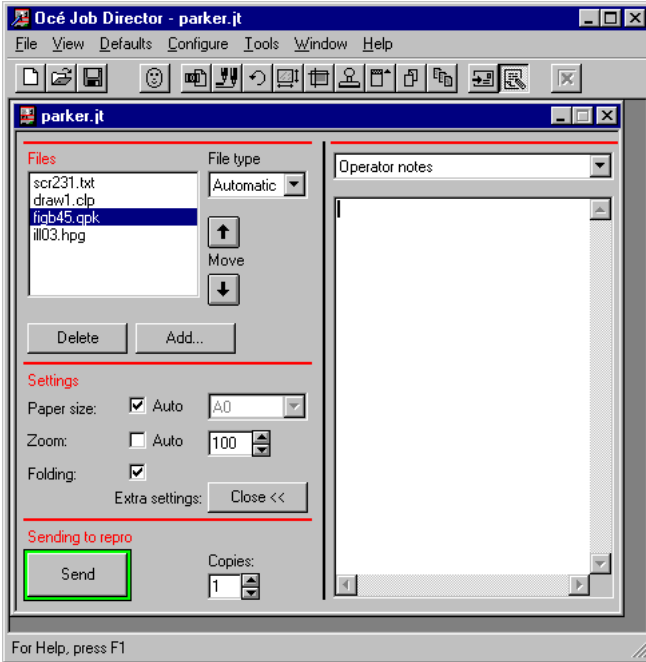 Océ Job Director - parker.jt
File View Defaults Configure Tools Window Help
parker.jt
Files
File type
scr231.txt
draw1.clp
figb45.qpk
ill03.hpg
Automatic
Move
Delete
Add...
Settings
Paper size:
Auto
A0
Zoom:
Auto
100
Folding:
Extra settings:
Close <<
Sending to repro
Send
Copies:
1
Operator notes
For Help, press F1